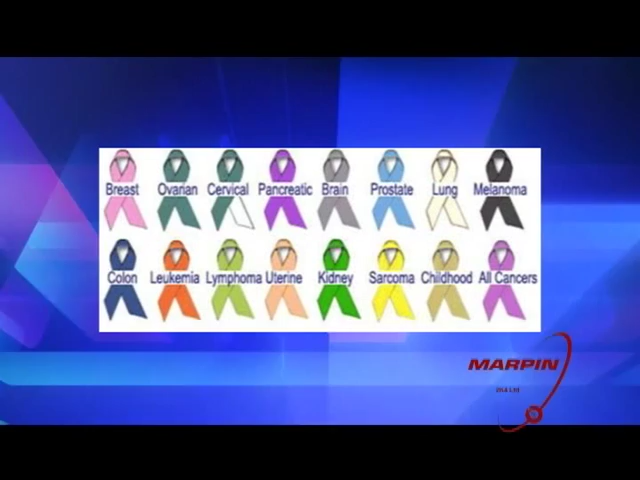 Breast Ovarian Cervical Pancreatic Brain Prostate Lung Melanoma
Colon Leukemia Lymphoma Uterine Kidney Sarcoma Childhood All Cancers
MARPIN